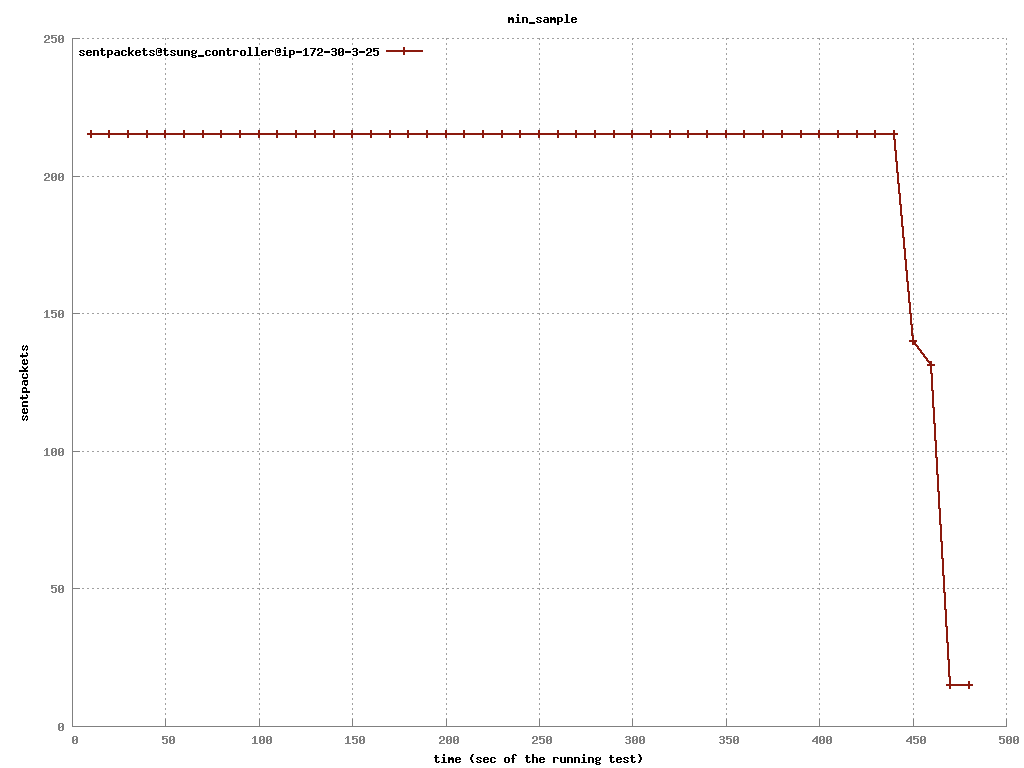 min_sample
250
sentpackets@tsung_controller@ip-172-30-3-25
200
150
sentpackets
100
50
0
0 50 100 150 200 250 300 350 400 450 500
time (sec of the running test)